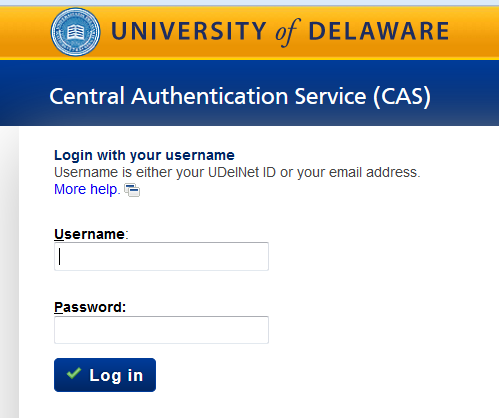 UNIVERSITY of DELAWARE
Central Authentication Service (CAS)
Login with your username
Username is either your UDelNet ID or your email address.
More help.
Username:
Password:
Log in